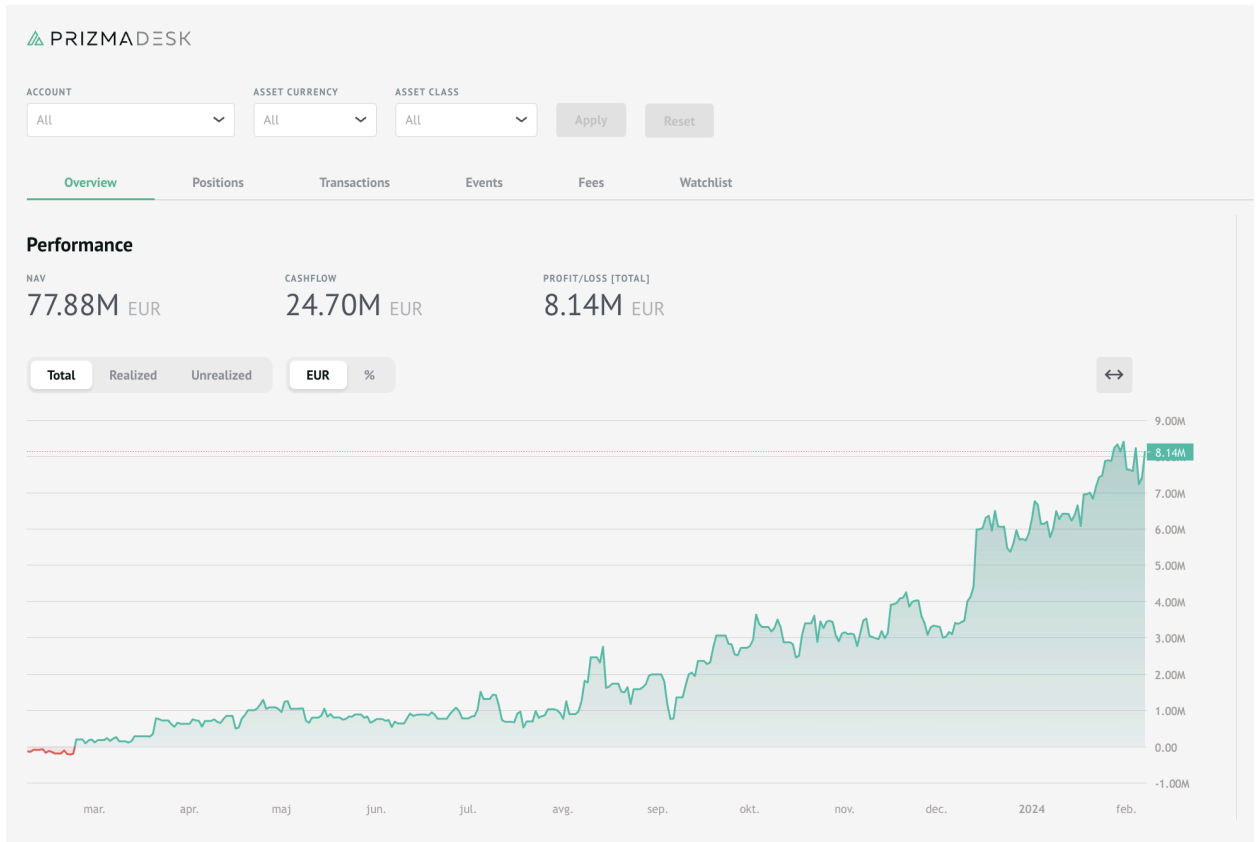 PRIZMADESK
ACCOUNT ASSET CURRENCY ASSET CLASS
All All All Apply Reset
Overview Positions Transactions Events Fees Watchlist
Performance
NAV CASHFLOW PROFIT/LOSS [TOTAL]
77.88M EUR 24.70M EUR 8.14M EUR
Total Realized Unrealized EUR %
9.00M
8.14M
7.00M
6.00M
5.00M
4.00M
3.00M
2.00M
1.00M
0.00
-1.00M
mar. apr. maj jun. jul. avg. sep. okt. nov. dec. 2024 feb.